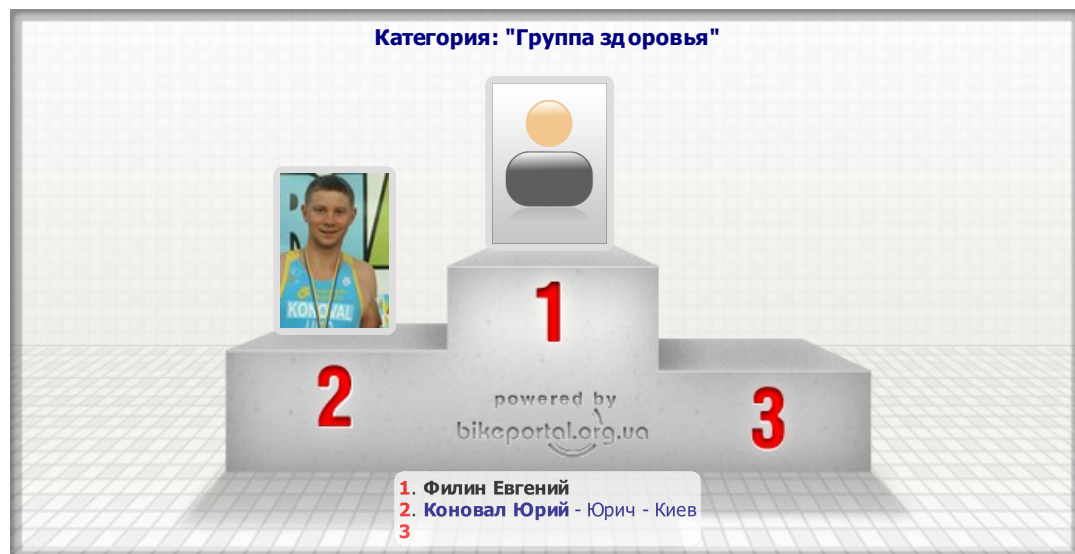 Категория: "Группа здоровья"
KONOVAL
1
2
3
powered by
bikeportal.org.ua
1. Филин Евгений
2. Коновал Юрий - Юрич - Киев
3